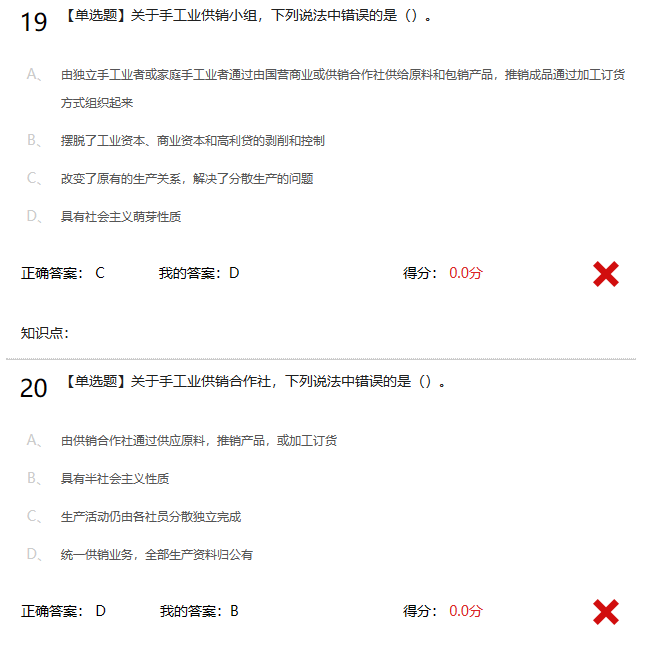 19 【单选题】关于手工业供销小组，下列说法中错误的是（）。
A、 由独立手工业者或家庭手工业者通过由国营商业或供销合作社供给原料和包销产品，推销成品通过加工订货
方式组织起来
B、 摆脱了工业资本、商业资本和高利贷的剥削和控制
C、 改变了原有的生产关系，解决了分散生产的问题
D、 具有社会主义萌芽性质
正确答案： C 我的答案：D 得分： 0.0分
知识点：
20 【单选题】关于手工业供销合作社，下列说法中错误的是（）。
A、 由供销合作社通过供应原料，推销产品，或加工订货
B、 具有半社会主义性质
C、 生产活动仍由各社员分散独立完成
D、 统一供销业务，全部生产资料归公有
正确答案： D 我的答案：B 得分： 0.0分